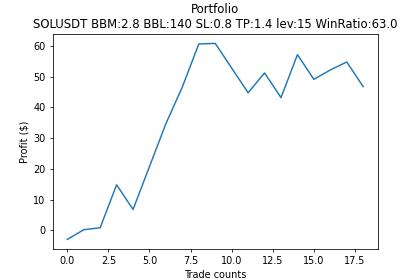 Portfolio
SOLUSDT BBM:2.8 BBL:140 SL:0.8 TP:1.4 lev:15 WinRatio:63.0
60
50
40
30
20
10
0
Profit ($)
0.0 2.5 5.0 7.5 10.0 12.5 15.0 17.5
Trade counts